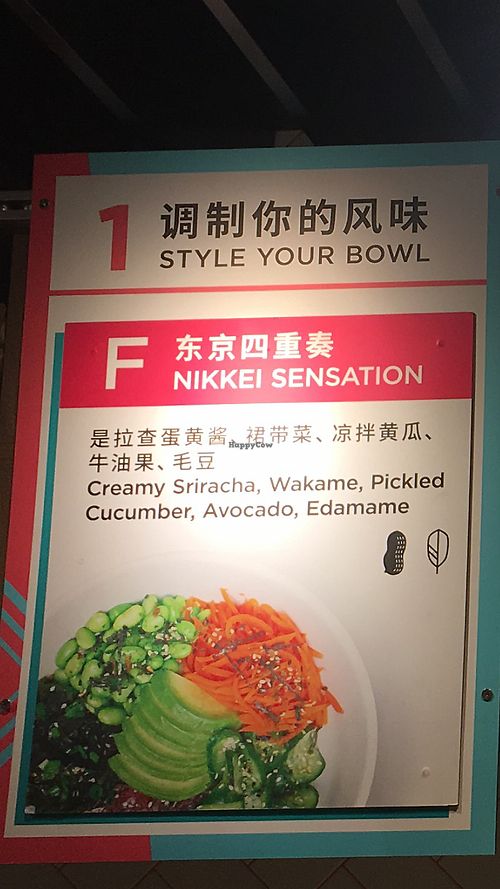 1
调制你的风味
STYLE YOUR BOWL
F
东京四重奏
NIKKEI SENSATION
是拉查蛋黄酱、裙带菜、凉拌黄瓜、
牛油果、毛豆
HappyCow
Creamy Sriracha, Wakame, Pickled
Cucumber, Avocado, Edamame